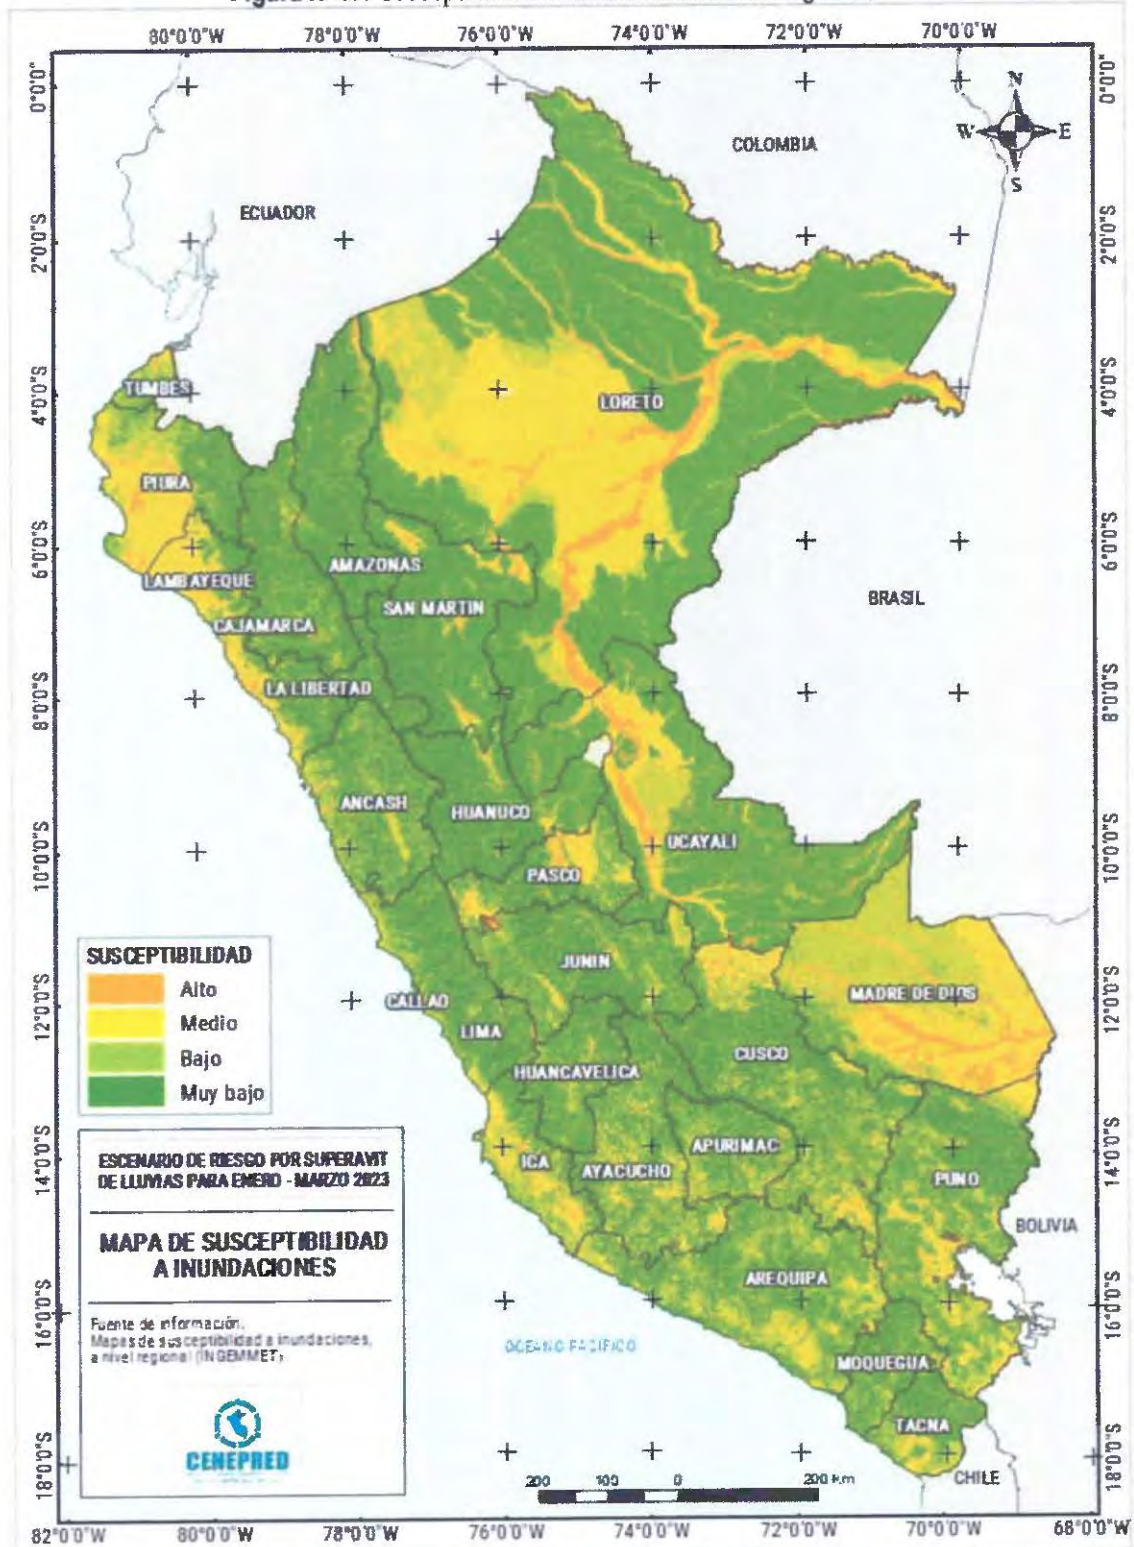 80°0'0"W 78°0'0"W 76°0'0"W 74°0'0"W 72°0'0"W 70°0'0"W
0°0'0"
0°0'0"
N
W E
S
COLOMBIA
ECUADOR
2°0'0"S
2°0'0"S
TUMBES
4°0'0"S
4°0'0"S
LORETO
PIURA
6°0'0"S
6°0'0"S
AMAZONAS
LAMBAYEQUE
SAN MARTIN
BRASIL
CAJAMARCA
LA LIBERTAD
8°0'0"S
8°0'0"S
ANCASH
HUANUCO
UCAYALI
10°0'0"S
10°0'0"S
PASCO
SUSCEPTIBILIDAD
Alto
Medio
Bajo
Muy bajo
JUNIN
CALLAO
MADRE DE DIOS
12°0'0"S
12°0'0"S
LIMA
CUSCO
HUANCAVELICA
APURIMAC
ICA
AYACUCHO
PUNO
14°0'0"S
14°0'0"S
BOLIVIA
AREQUIPA
16°0'0"S
16°0'0"S
MOQUEGUA
TACNA
CHILE
18°0'0"S
18°0'0"S
OCEANO PACIFICO
ESCENARIO DE RIESGO POR SUPERAVIT
DE LLUVIAS PARA ENERO - MARZO 2023
MAPA DE SUSCEPTIBILIDAD
A INUNDACIONES
Fuente de información.
Mapas de susceptibilidad a inundaciones,
a nivel regional (INGEMMET)
CENEPRED
200 100 0 200 Km
82°0'0"W 80°0'0"W 78°0'0"W 76°0'0"W 74°0'0"W 72°0'0"W 70°0'0"W 68°0'0"W